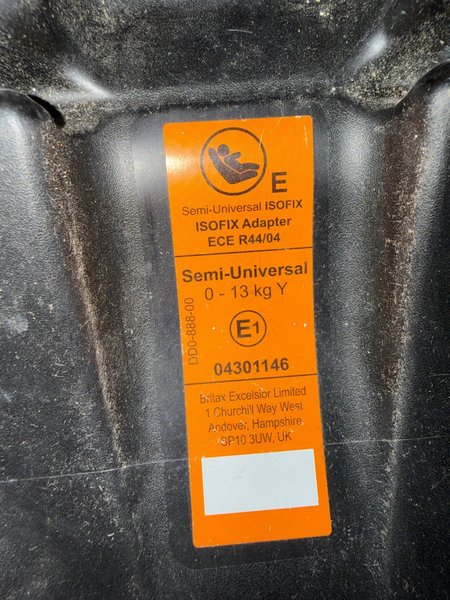 E
Semi-Universal ISOFIX
ISOFIX Adapter
ECE R44/04
Semi-Universal
0 - 13 kg Y
DD0-888-00
E1
04301146
Britax Excelsior Limited
1 Churchill Way West
Andover, Hampshire
SP10 3UW, UK